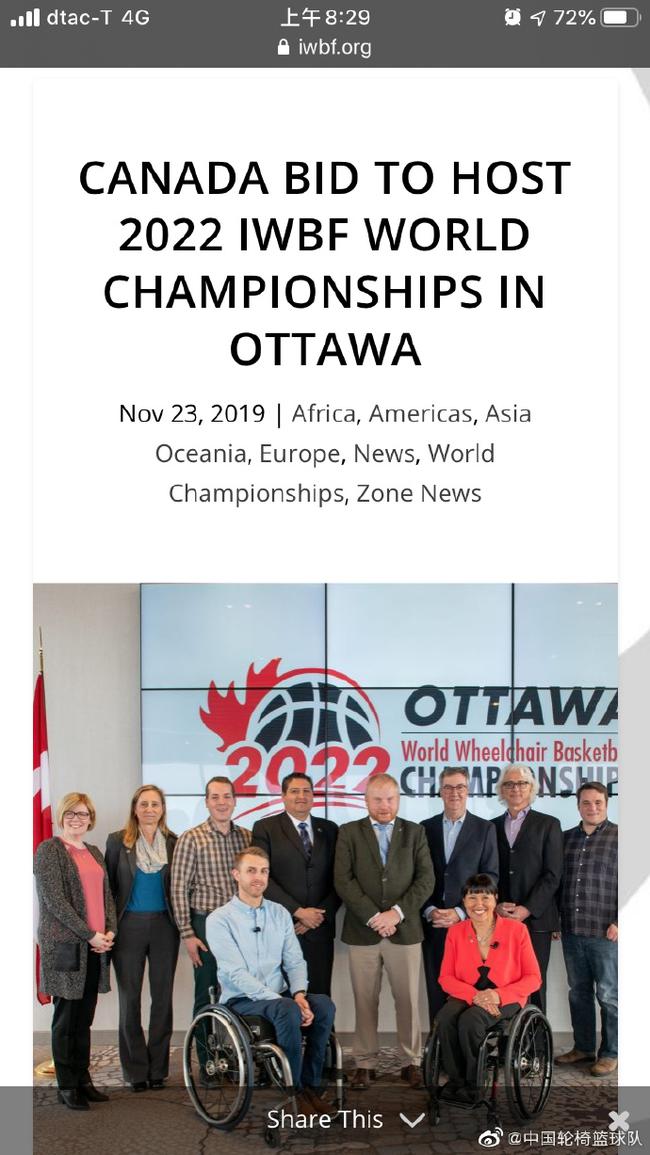 dtac-T 4G 上午8:29 72%
iwbf.org
CANADA BID TO HOST
2022 IWBF WORLD
CHAMPIONSHIPS IN
OTTAWA
Nov 23, 2019 | Africa, Americas, Asia
Oceania, Europe, News, World
Championships, Zone News
OTTAWA
World Wheelchair Basketb
2022
CHAMPIONSHIP
Share This
@中国轮椅篮球队